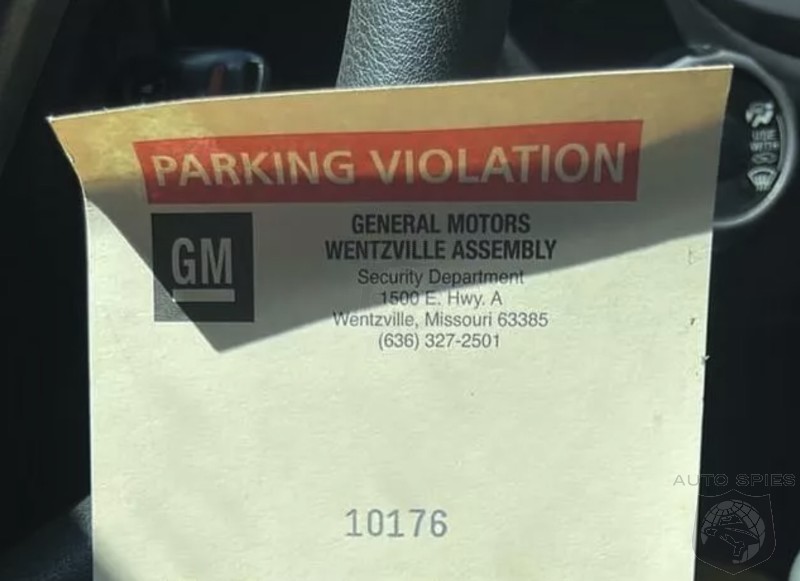 PARKING VIOLATION
GM
GENERAL MOTORS
WENTZVILLE ASSEMBLY
Security Department
1500 E. Hwy. A
Wentzville, Missouri 63385
(636) 327-2501
10176
AUTO SPIES